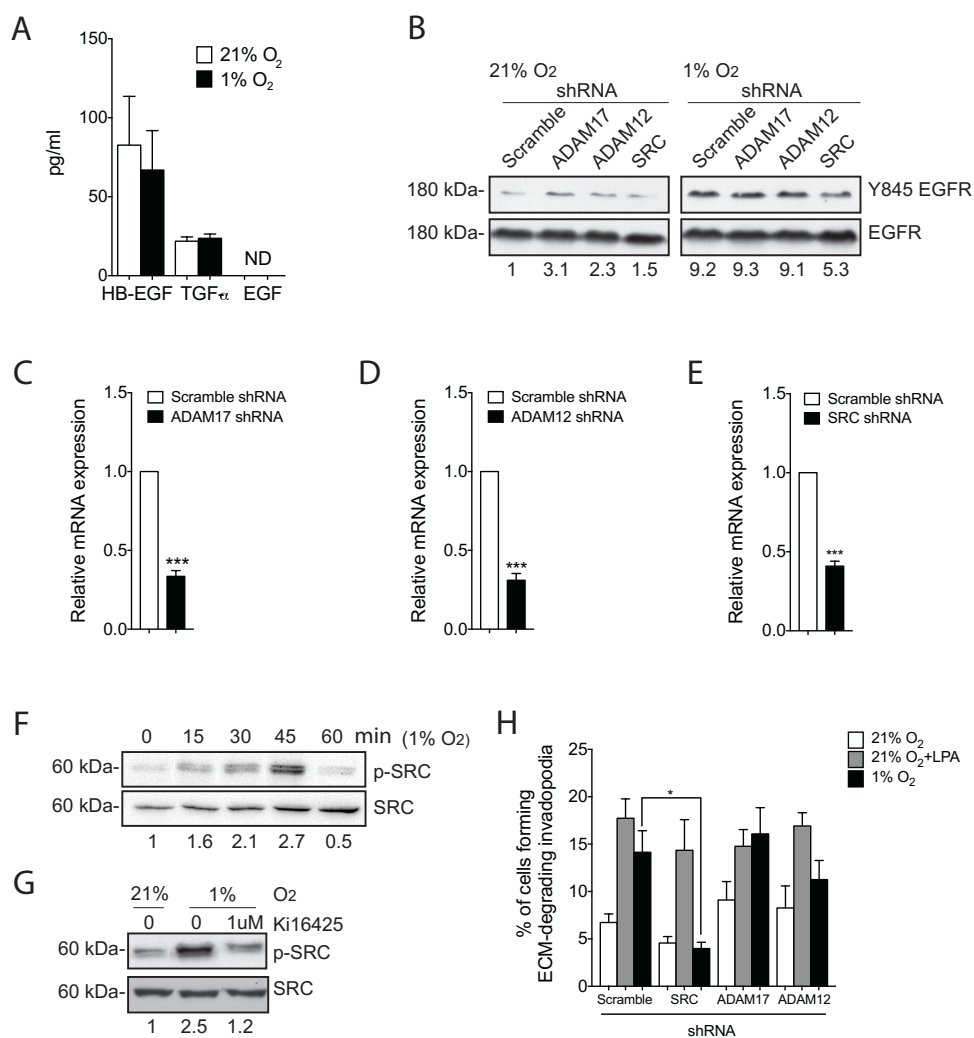 A
150
100
50
0
pg/ml
21% O2
1% O2
ND
HB-EGF TGFα EGF
B
21% O2 1% O2
shRNA shRNA
Scramble ADAM17 ADAM12 SRC Scramble ADAM17 ADAM12 SRC
180 kDa- Y845 EGFR
180 kDa- EGFR
1 3.1 2.3 1.5 9.2 9.3 9.1 5.3
C
1.5
1.0
0.5
0.0
Relative mRNA expression
Scramble shRNA
ADAM17 shRNA
***
D
1.5
1.0
0.5
0.0
Relative mRNA expression
Scramble shRNA
ADAM12 shRNA
***
E
1.5
1.0
0.5
0.0
Relative mRNA expression
Scramble shRNA
SRC shRNA
***
F
0 15 30 45 60 min (1% O2)
60 kDa- p-SRC
60 kDa- SRC
1 1.6 2.1 2.7 0.5
G
21% 1% O2
0 0 1uM Ki16425
60 kDa- p-SRC
60 kDa- SRC
1 2.5 1.2
H
21% O2
21% O2+LPA
1% O2
25
20
15
10
5
0
% of cells forming
ECM-degrading invadopodia
*
Scramble SRC ADAM17 ADAM12
shRNA